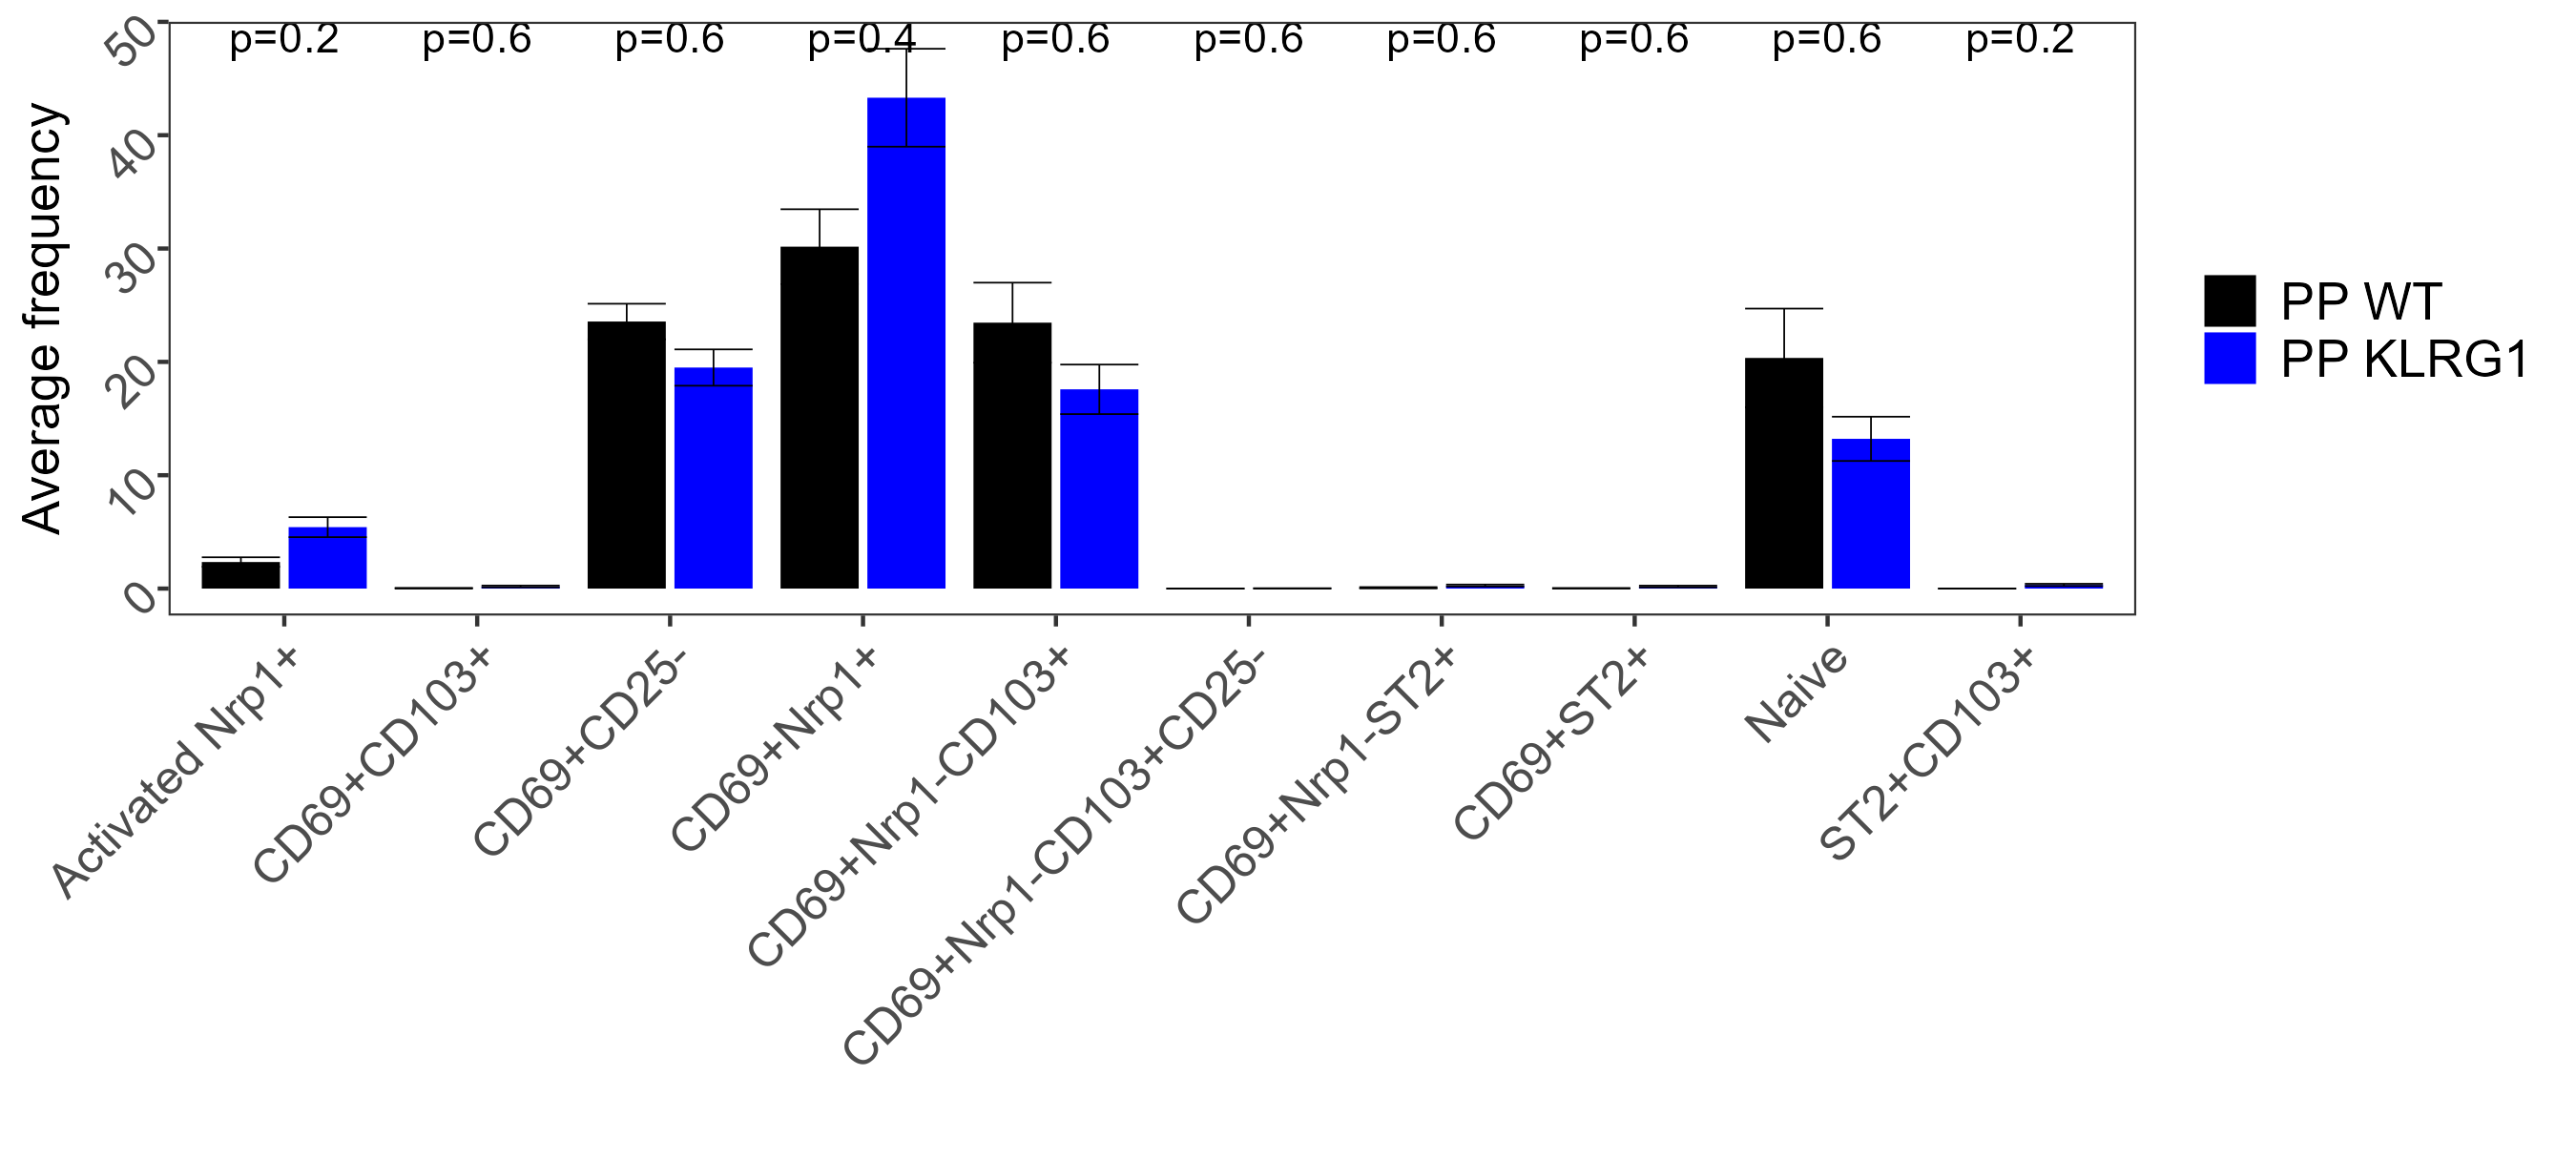 p=0.2 p=0.6 p=0.6 p=0.4 p=0.6 p=0.6 p=0.6 p=0.6 p=0.6 p=0.2
Average frequency
50
40
30
20
10
0
Activated Nrp1+
CD69+CD103+
CD69+CD25-
CD69+Nrp1+
CD69+Nrp1-CD103+
CD69+Nrp1-CD103+CD25-
CD69+Nrp1-ST2+
CD69+ST2+
Naive
ST2+CD103+
PP WT
PP KLRG1